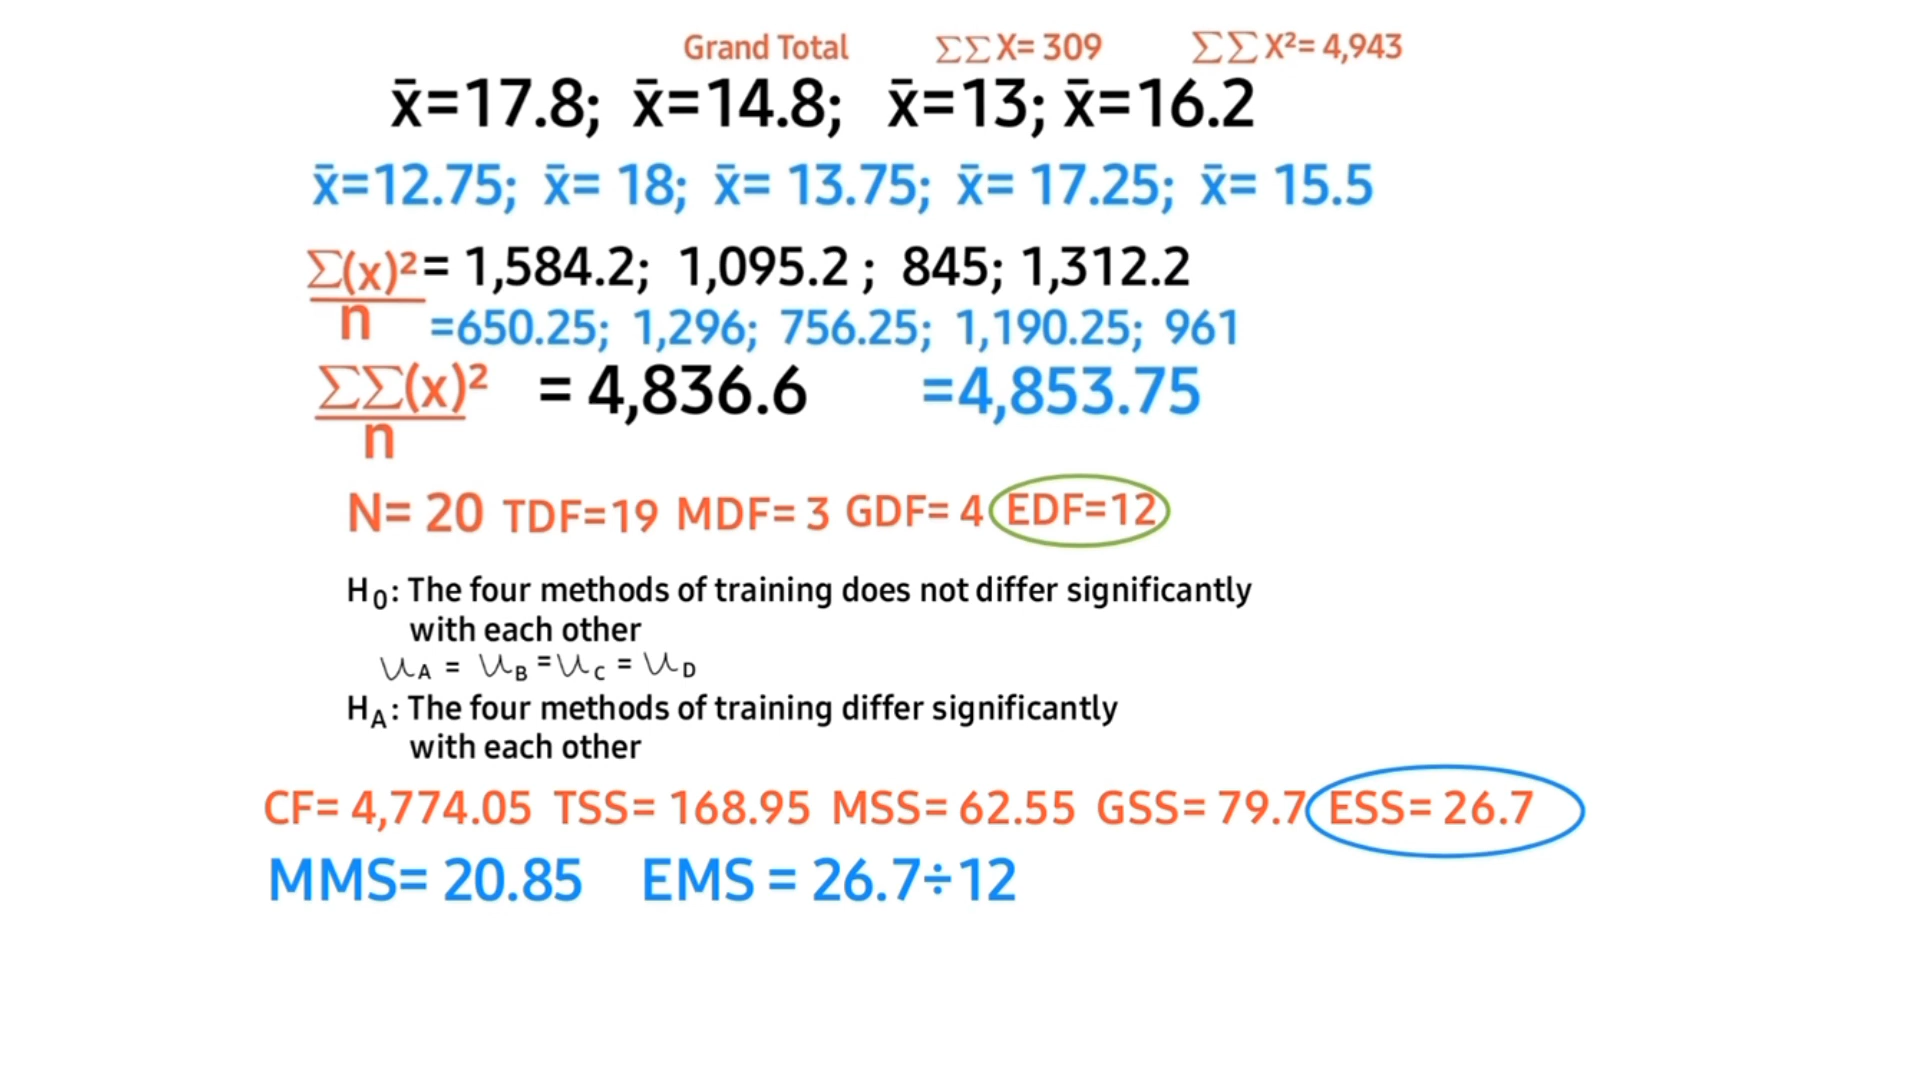 Grand Total ΣΣX= 309 ΣΣX²= 4,943
x̄=17.8; x̄=14.8; x̄=13; x̄=16.2
x̄=12.75; x̄= 18; x̄= 13.75; x̄= 17.25; x̄= 15.5
Σ(x)² = 1,584.2; 1,095.2 ; 845; 1,312.2
n =650.25; 1,296; 756.25; 1,190.25; 961
ΣΣ(x)² = 4,836.6 =4,853.75
n
N= 20 TDF=19 MDF= 3 GDF= 4 EDF=12
H₀: The four methods of training does not differ significantly
with each other
μA = μB = μC = μD
HA: The four methods of training differ significantly
with each other
CF= 4,774.05 TSS= 168.95 MSS= 62.55 GSS= 79.7 ESS= 26.7
MMS= 20.85 EMS = 26.7÷12